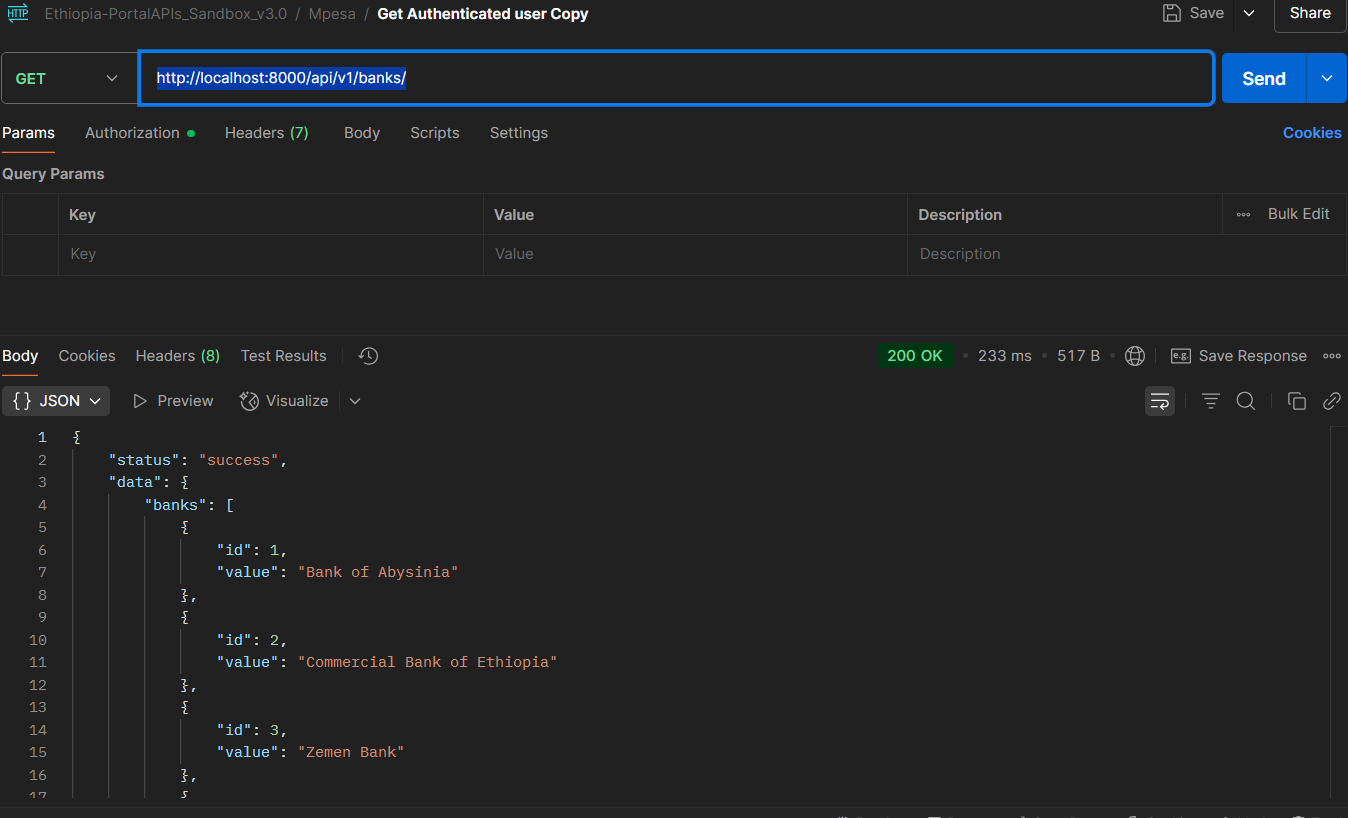 HTTP Ethiopia-PortalAPIs_Sandbox_v3.0 / Mpesa / Get Authenticated user Copy Save Share
GET http://localhost:8000/api/v1/banks/ Send
Params Authorization Headers (7) Body Scripts Settings Cookies
Query Params
Key Value Description Bulk Edit
Key Value Description
Body Cookies Headers (8) Test Results 200 OK 233 ms 517 B e.g. Save Response
{ } JSON Preview Visualize
1 {
2 "status": "success",
3 "data": {
4 "banks": [
5 {
6 "id": 1,
7 "value": "Bank of Abysinia"
8 },
9 {
10 "id": 2,
11 "value": "Commercial Bank of Ethiopia"
12 },
13 {
14 "id": 3,
15 "value": "Zemen Bank"
16 },
17 {